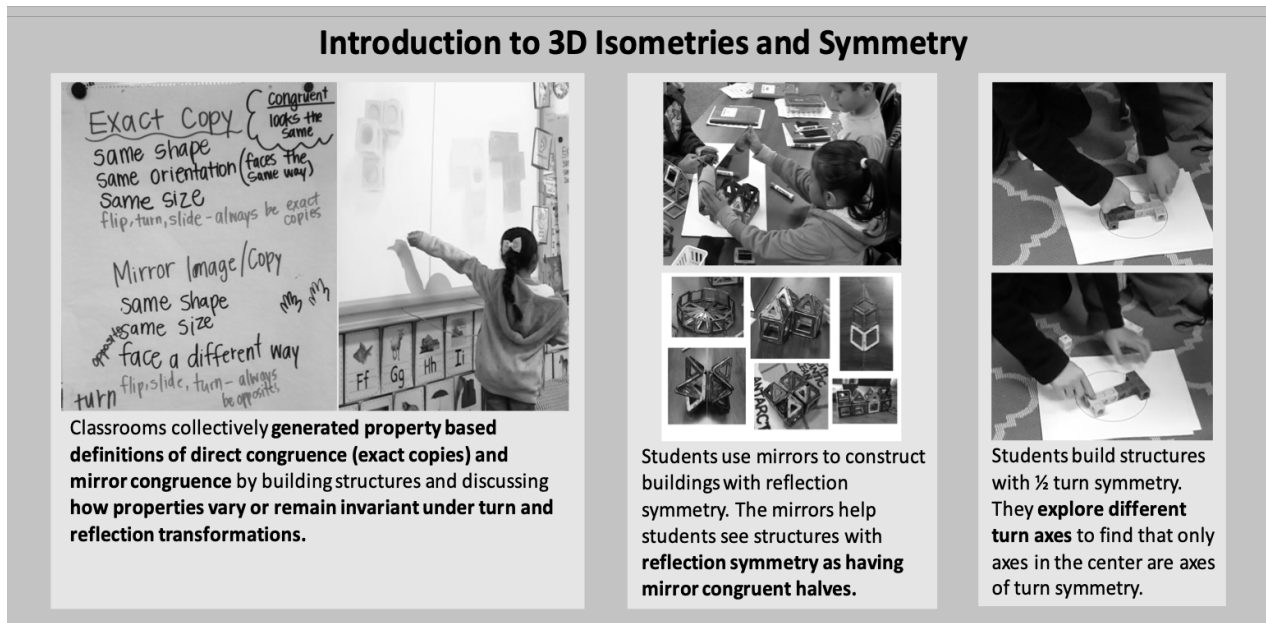 Introduction to 3D Isometries and Symmetry
Exact Copy
Congruent
looks the
same
same shape
same orientation (faces the
same way)
same size
flip, turn, slide - always be exact
copies
Mirror Image/Copy
same shape
same size
opposite
face a different way
flip, slide, turn - always
be opposites
turn
Ff
Gg
Hh
Ii
Classrooms collectively generated property based
definitions of direct congruence (exact copies) and
mirror congruence by building structures and discussing
how properties vary or remain invariant under turn and
reflection transformations.
ANTARCT
Students use mirrors to construct
buildings with reflection
symmetry. The mirrors help
students see structures with
reflection symmetry as having
mirror congruent halves.
Students build structures
with ½ turn symmetry.
They explore different
turn axes to find that only
axes in the center are axes
of turn symmetry.